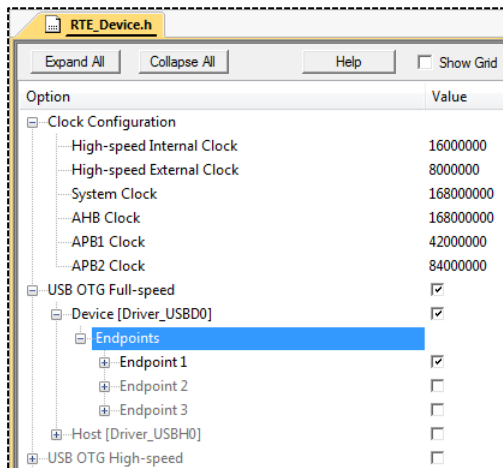 RTE_Device.h
Expand All Collapse All Help Show Grid
Option Value
Clock Configuration
High-speed Internal Clock 16000000
High-speed External Clock 8000000
System Clock 168000000
AHB Clock 168000000
APB1 Clock 42000000
APB2 Clock 84000000
USB OTG Full-speed
Device [Driver_USBD0]
Endpoints
Endpoint 1
Endpoint 2
Endpoint 3
Host [Driver_USBH0]
USB OTG High-speed